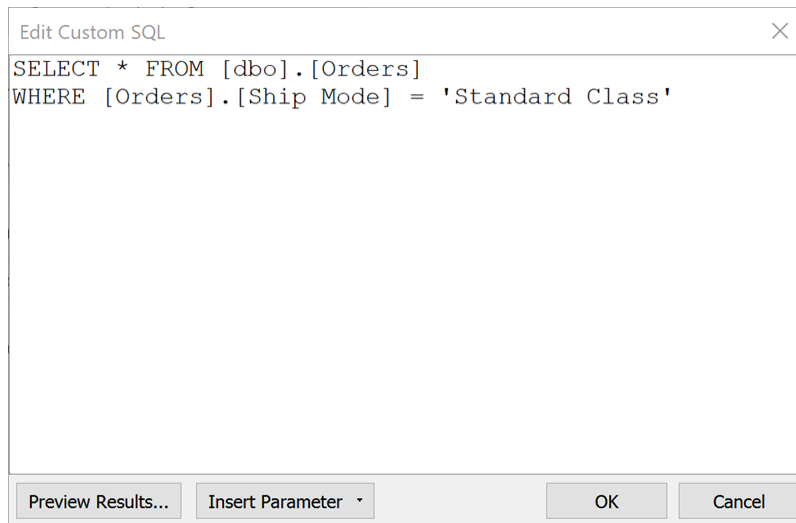 Edit Custom SQL
SELECT * FROM [dbo].[Orders]
WHERE [Orders].[Ship Mode] = 'Standard Class'
Preview Results... Insert Parameter OK Cancel